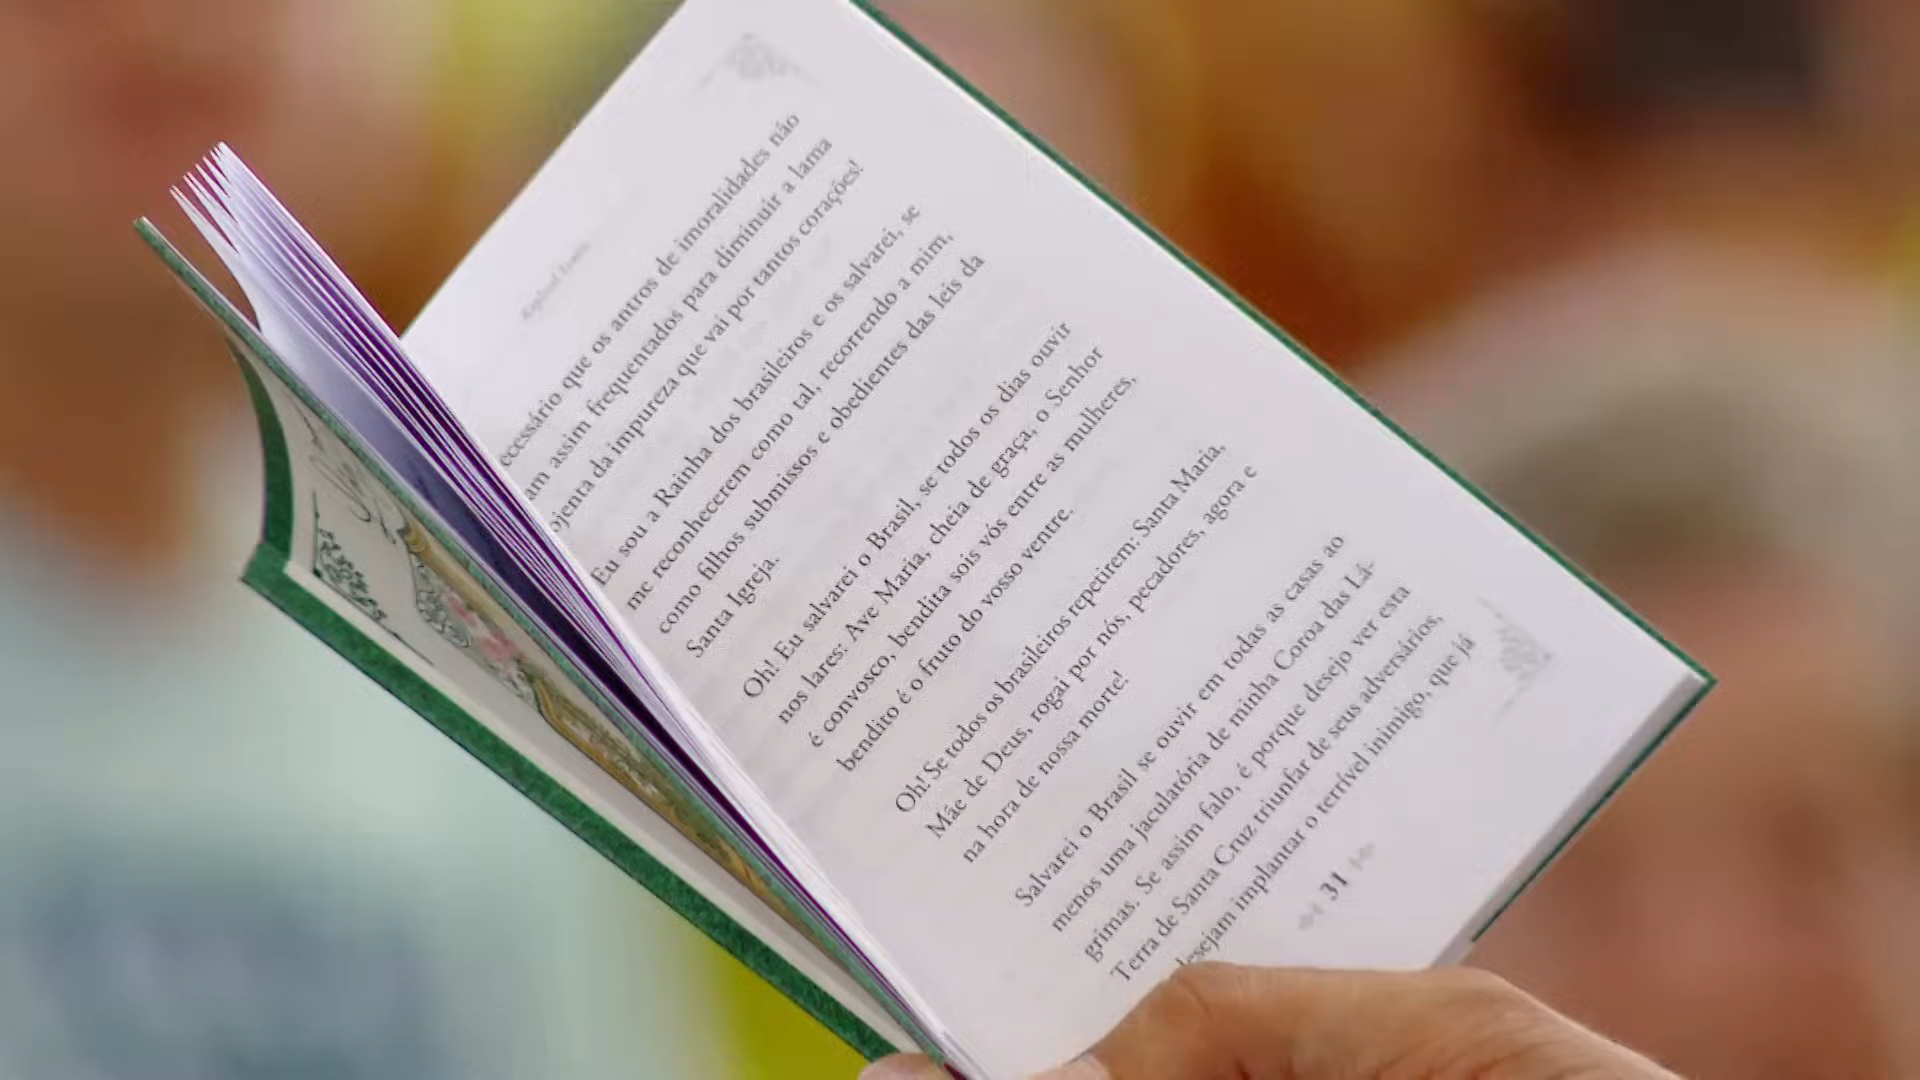 que os antros de imoralidades não
assim frequentados para diminuir a lama
da impureza que vai por tantos corações!
Eu sou a Rainha dos brasileiros e os salvarei, se
me reconhecerem como tal, recorrendo a mim,
como filhos submissos e obedientes das leis da
Santa Igreja.
Oh! Eu salvarei o Brasil, se todos os dias ouvir
nos lares: Ave Maria, cheia de graça, o Senhor
é convosco, bendita sois vós entre as mulheres,
bendito é o fruto do vosso ventre.
Oh! Se todos os brasileiros repetirem: Santa Maria,
Mãe de Deus, rogai por nós, pecadores, agora e
na hora de nossa morte!
Salvarei o Brasil se ouvir em todas as casas ao
menos uma jaculatória de minha Coroa das Lá-
grimas. Se assim falo, é porque desejo ver esta
Terra de Santa Cruz triunfar de seus adversários,
desejam implantar o terrível inimigo, que já
31